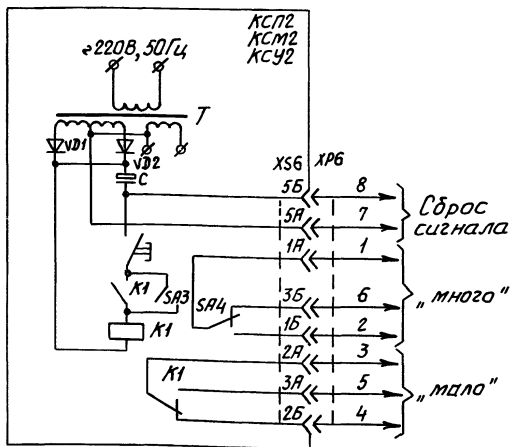 КСП2
КСМ2
КСУ2
~220В, 50Гц
Т
VD1
VD2
С
XS6 XP6
5Б 8
5А 7
Сброс
сигнала
1А 1
К1
SA3
SA4
3Б 6
„много"
1Б 2
К1
2А 3
К1
3А 5
„мало"
2Б 4